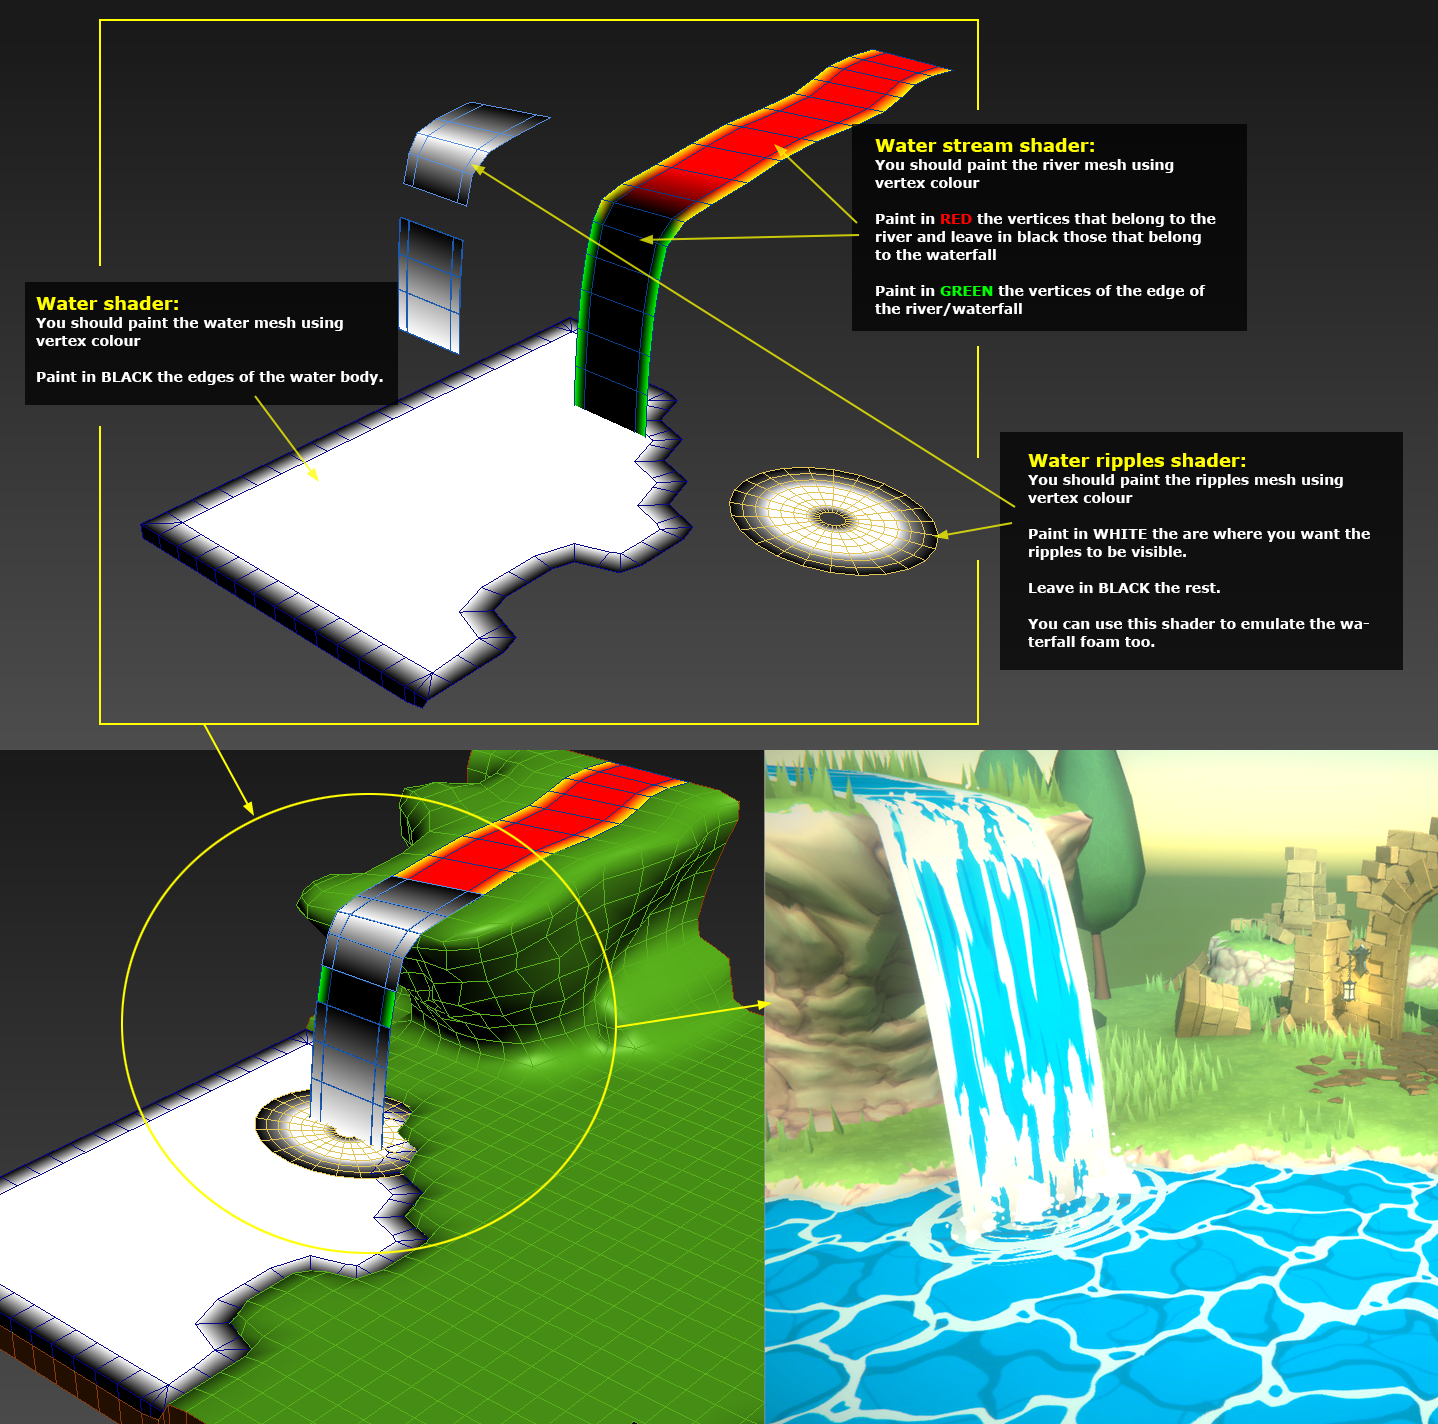 Water stream shader:
You should paint the river mesh using
vertex colour
Paint in RED the vertices that belong to the
river and leave in black those that belong
to the waterfall
Paint in GREEN the vertices of the edge of
the river/waterfall
Water shader:
You should paint the water mesh using
vertex colour
Paint in BLACK the edges of the water body.
Water ripples shader:
You should paint the ripples mesh using
vertex colour
Paint in WHITE the are where you want the
ripples to be visible.
Leave in BLACK the rest.
You can use this shader to emulate the wa-
terfall foam too.